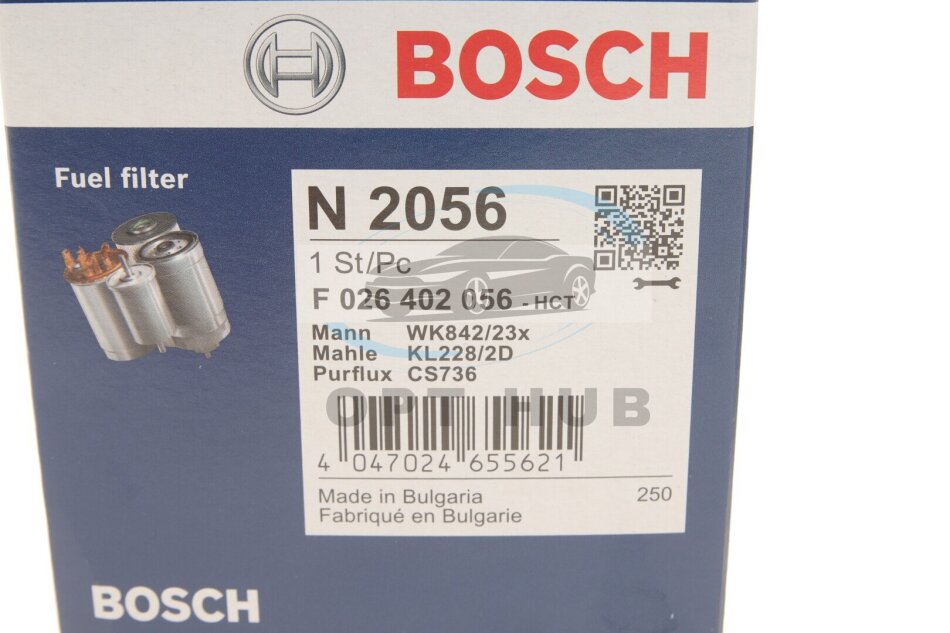 BOSCH
Fuel filter
N 2056
1 St/Pc
F 026 402 056 - HCT
Mann WK842/23x
Mahle KL228/2D
Purflux CS736
OPT HUB
4 047024 655621
Made in Bulgaria 250
Fabriqué en Bulgarie
BOSCH